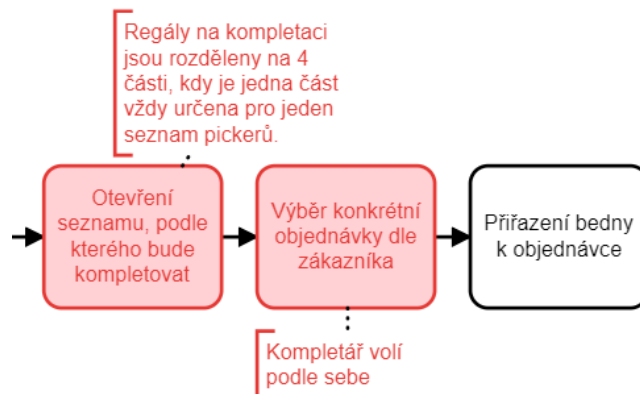 Regály na kompletaci
jsou rozděleny na 4
části, kdy je jedna část
vždy určena pro jeden
seznam pickerů.
Otevření
seznamu, podle
kterého bude
kompletovat
Výběr konkrétní
objednávky dle
zákazníka
Přiřazení bedny
k objednávce
Kompletář volí
podle sebe